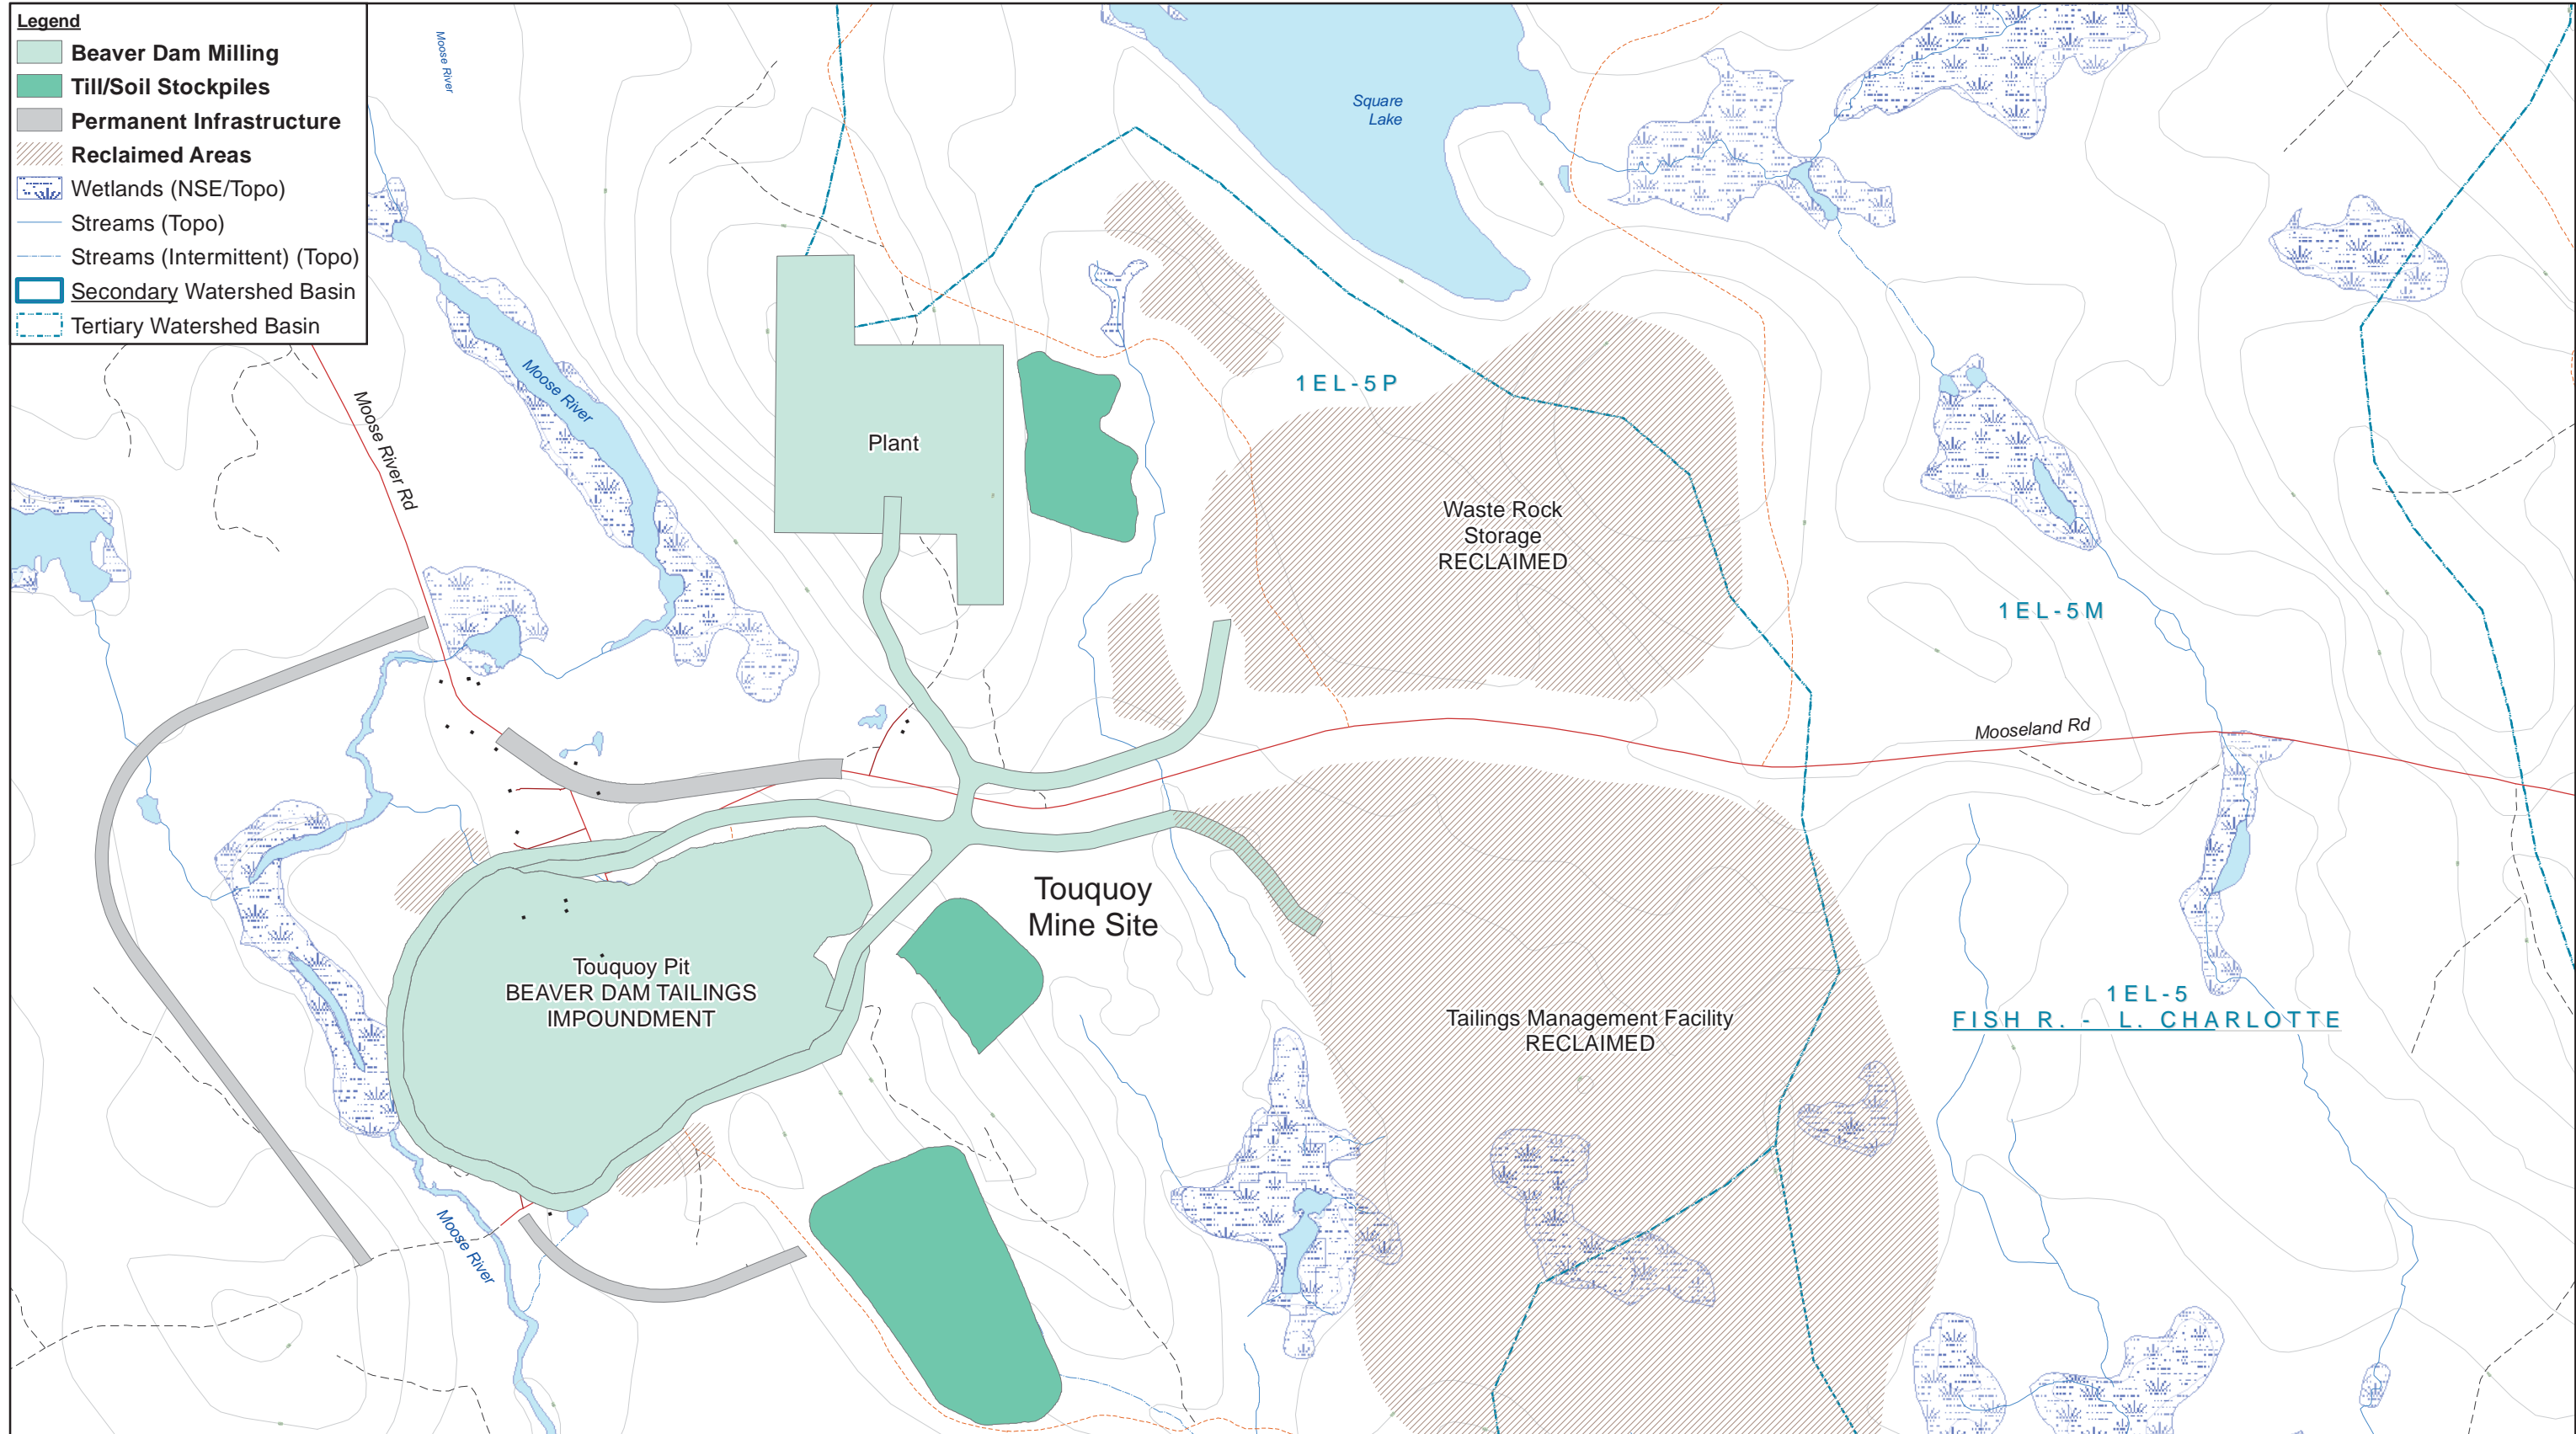 Legend
Beaver Dam Milling
Till/Soil Stockpiles
Permanent Infrastructure
Reclaimed Areas
Wetlands (NSE/Topo)
Streams (Topo)
Streams (Intermittent) (Topo)
Secondary Watershed Basin
Tertiary Watershed Basin
Moose River
Square
Lake
Moose River
Moose River Rd
1EL-5P
Plant
Waste Rock
Storage
RECLAIMED
1EL-5M
Mooseland Rd
Touquoy
Mine Site
Touquoy Pit
BEAVER DAM TAILINGS
IMPOUNDMENT
Tailings Management Facility
RECLAIMED
1EL-5
FISH R. - L. CHARLOTTE
Moose River